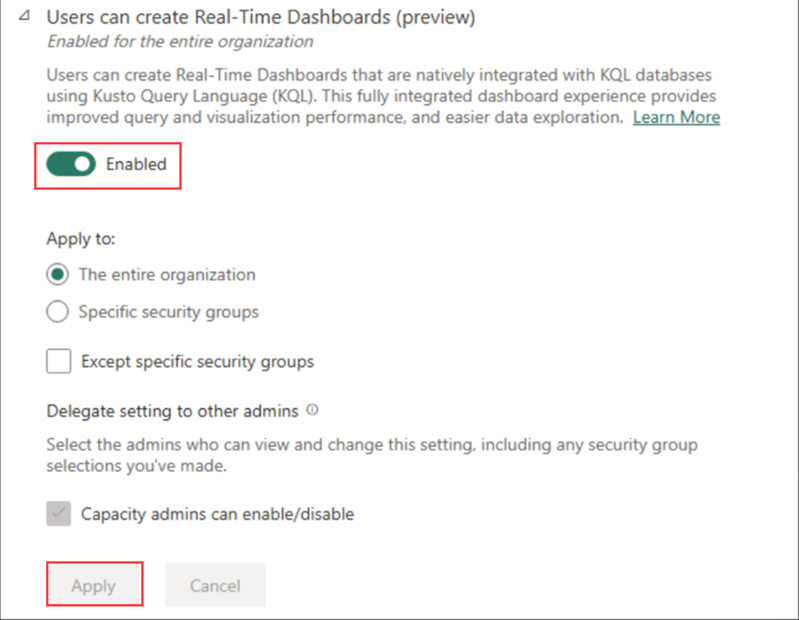 Users can create Real-Time Dashboards (preview)
Enabled for the entire organization
Users can create Real-Time Dashboards that are natively integrated with KQL databases
using Kusto Query Language (KQL). This fully integrated dashboard experience provides
improved query and visualization performance, and easier data exploration. Learn More
Enabled
Apply to:
The entire organization
Specific security groups
Except specific security groups
Delegate setting to other admins
Select the admins who can view and change this setting, including any security group
selections you've made.
Capacity admins can enable/disable
Apply Cancel